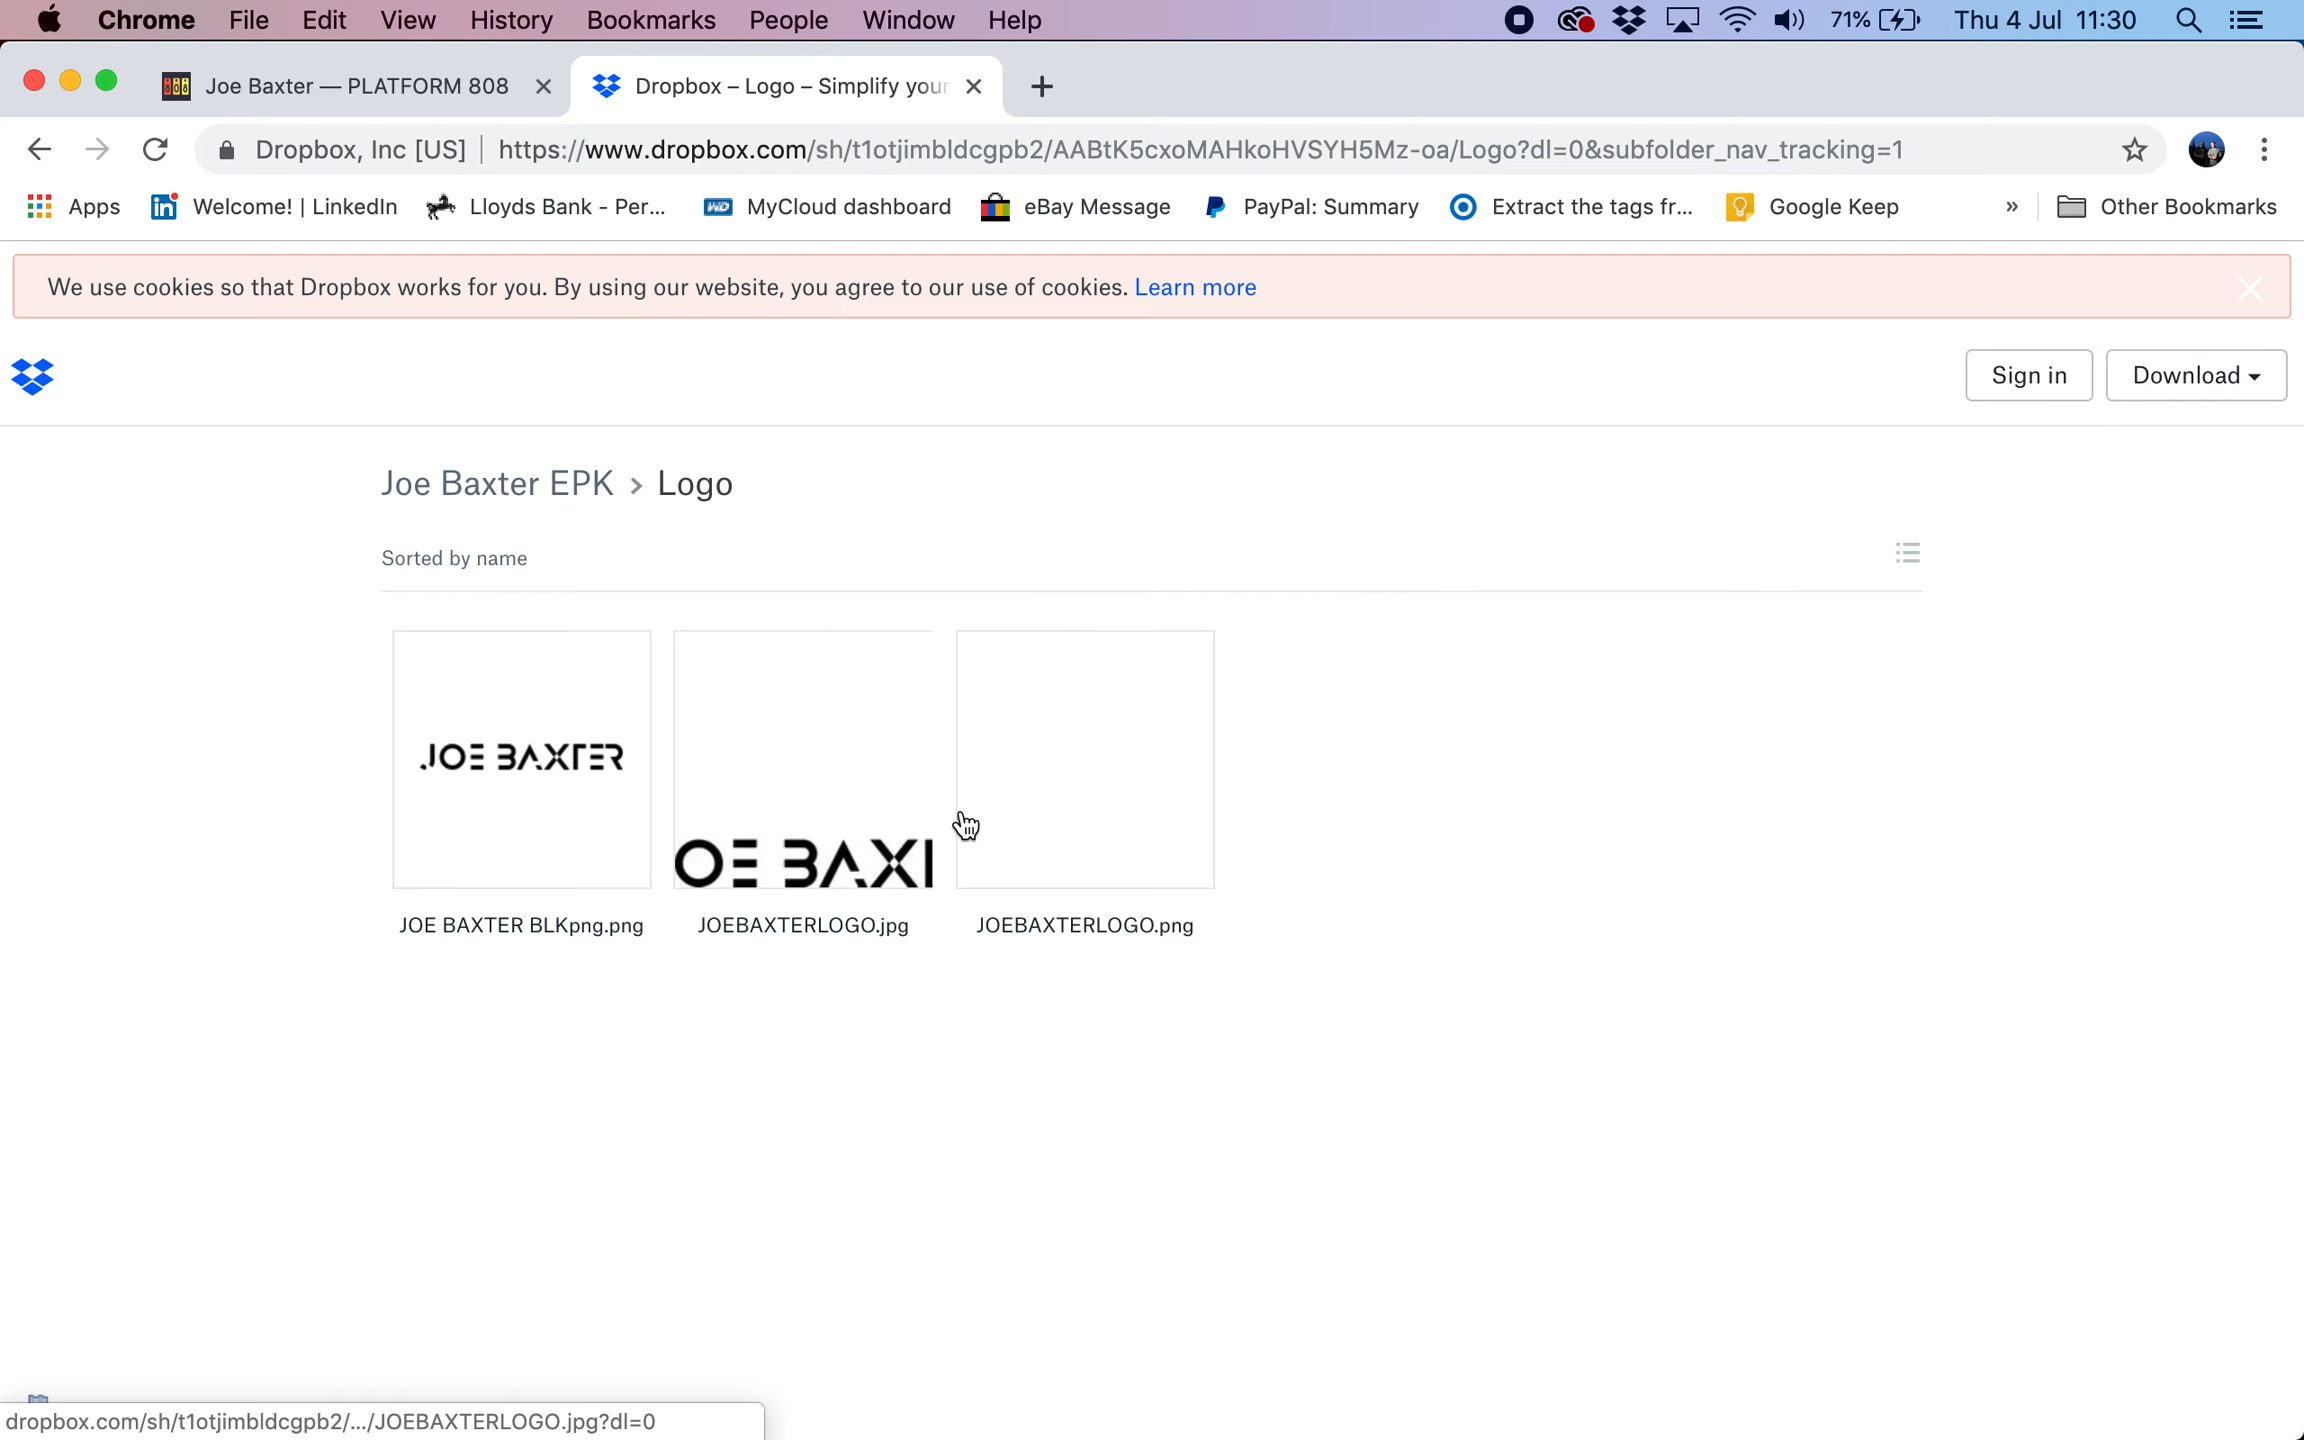 Chrome File Edit View History Bookmarks People Window Help 71% Thu 4 Jul 11:30
808 Joe Baxter — PLATFORM 808 Dropbox – Logo – Simplify your
Dropbox, Inc [US] https://www.dropbox.com/sh/t1otjimbldcgpb2/AABtK5cxoMAHkoHVSYH5Mz-oa/Logo?dl=0&subfolder_nav_tracking=1
Apps Welcome! | LinkedIn Lloyds Bank - Per... WD MyCloud dashboard eBay Message PayPal: Summary Extract the tags fr... Google Keep » Other Bookmarks
We use cookies so that Dropbox works for you. By using our website, you agree to our use of cookies. Learn more
Sign in Download
Joe Baxter EPK > Logo
Sorted by name
JOE BAXTER
OE BAXT
JOE BAXTER BLKpng.png JOEBAXTERLOGO.jpg JOEBAXTERLOGO.png
dropbox.com/sh/t1otjimbldcgpb2/.../JOEBAXTERLOGO.jpg?dl=0